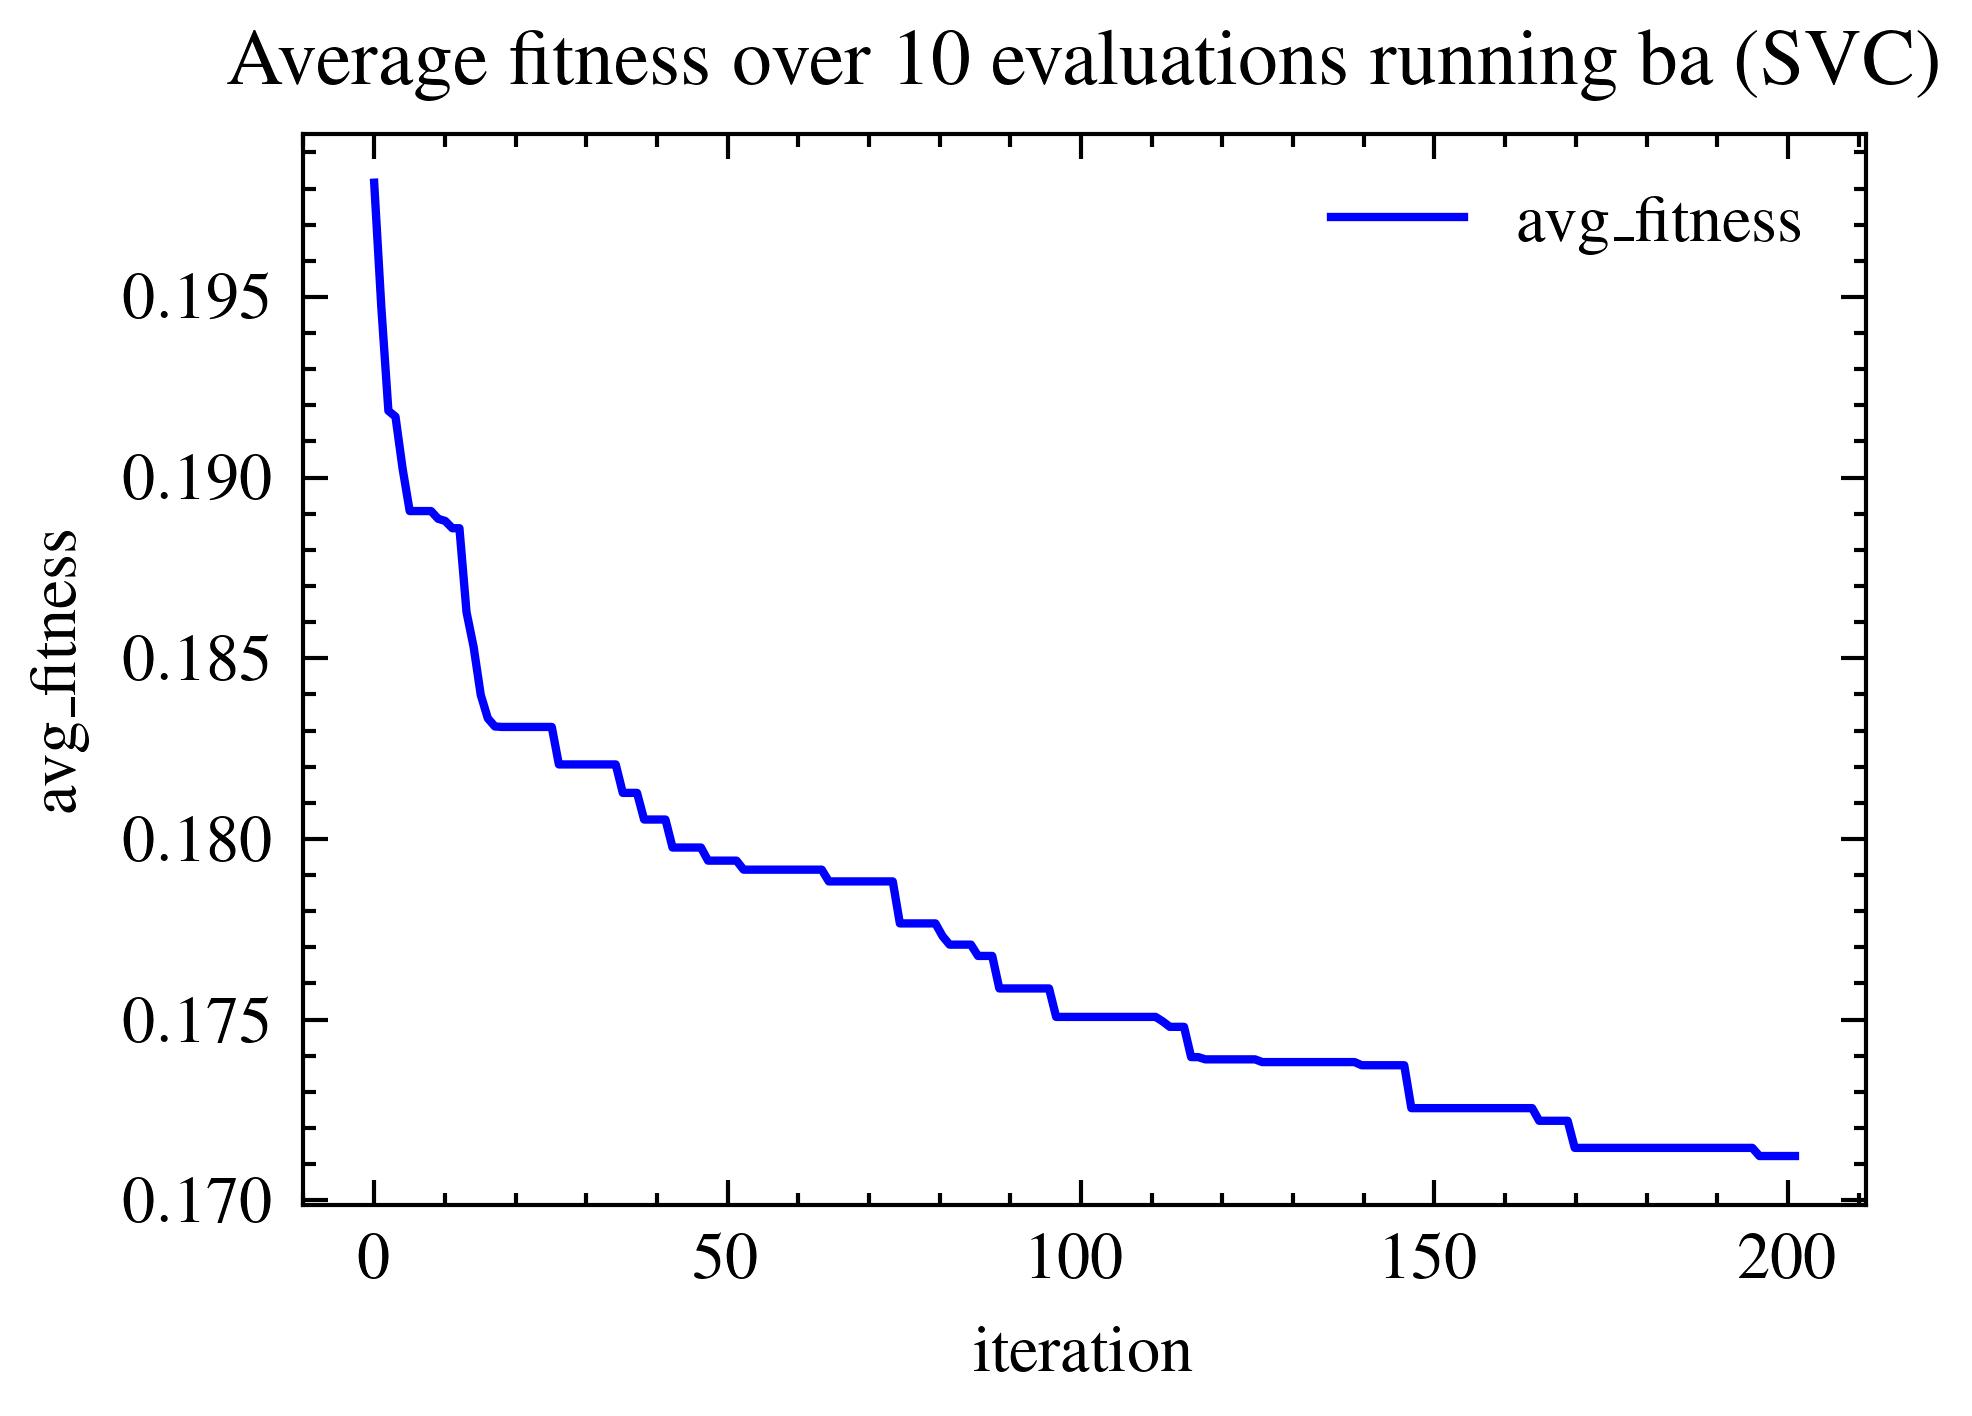 Average fitness over 10 evaluations running ba (SVC)
avg_fitness
0.195
0.190
0.185
0.180
0.175
0.170
avg_fitness
0 50 100 150 200
iteration